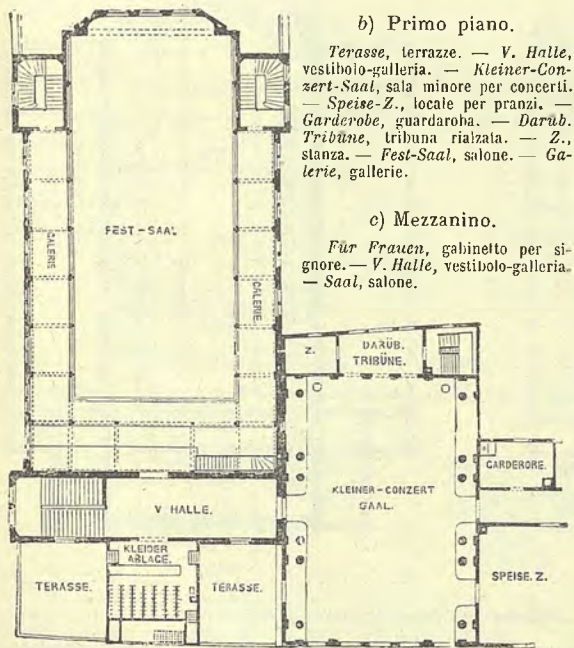 b) Primo piano.
Terasse, terrazze. — V. Halle,
vestibolo-galleria. — Kleiner-Con-
zert-Saal, sala minore per concerti.
— Speise-Z., locale per pranzi. —
Garderobe, guardaroba. — Darüb.
Tribüne, tribuna rialzata. — Z.,
stanza. — Fest-Saal, salone. — Ga-
lerie, gallerie.
c) Mezzanino.
Für Frauen, gabinetto per si-
gnore. — V. Halle, vestibolo-galleria.
— Saal, salone.
FEST-SAAL
GALERIE
GALERIE.
Z.
DARÜB.
TRIBÜNE.
GARDERORE.
KLEINER-CONZERT
SAAL.
V HALLE.
KLEIDER
ABLAGE.
TERASSE.
TERASSE.
SPEISE. Z.